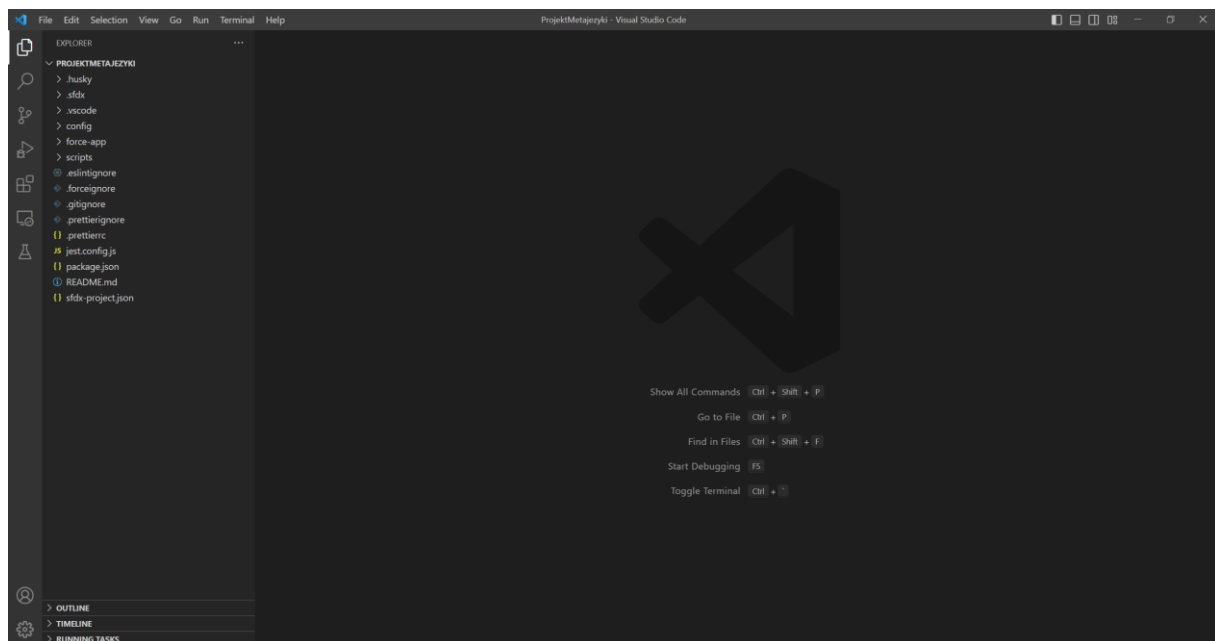 File Edit Selection View Go Run Terminal Help
ProjektMetajezyki - Visual Studio Code
EXPLORER
PROJEKTMETAJEZYKI
.husky
.sfdx
.vscode
config
force-app
scripts
.eslintignore
.forceignore
.gitignore
.prettierignore
{} .prettierrc
JS jest.config.js
{} package.json
README.md
{} sfdx-project.json
Show All Commands Ctrl + Shift + P
Go to File Ctrl + P
Find in Files Ctrl + Shift + F
Start Debugging F5
Toggle Terminal Ctrl + `
OUTLINE
TIMELINE
RUNNING TASKS